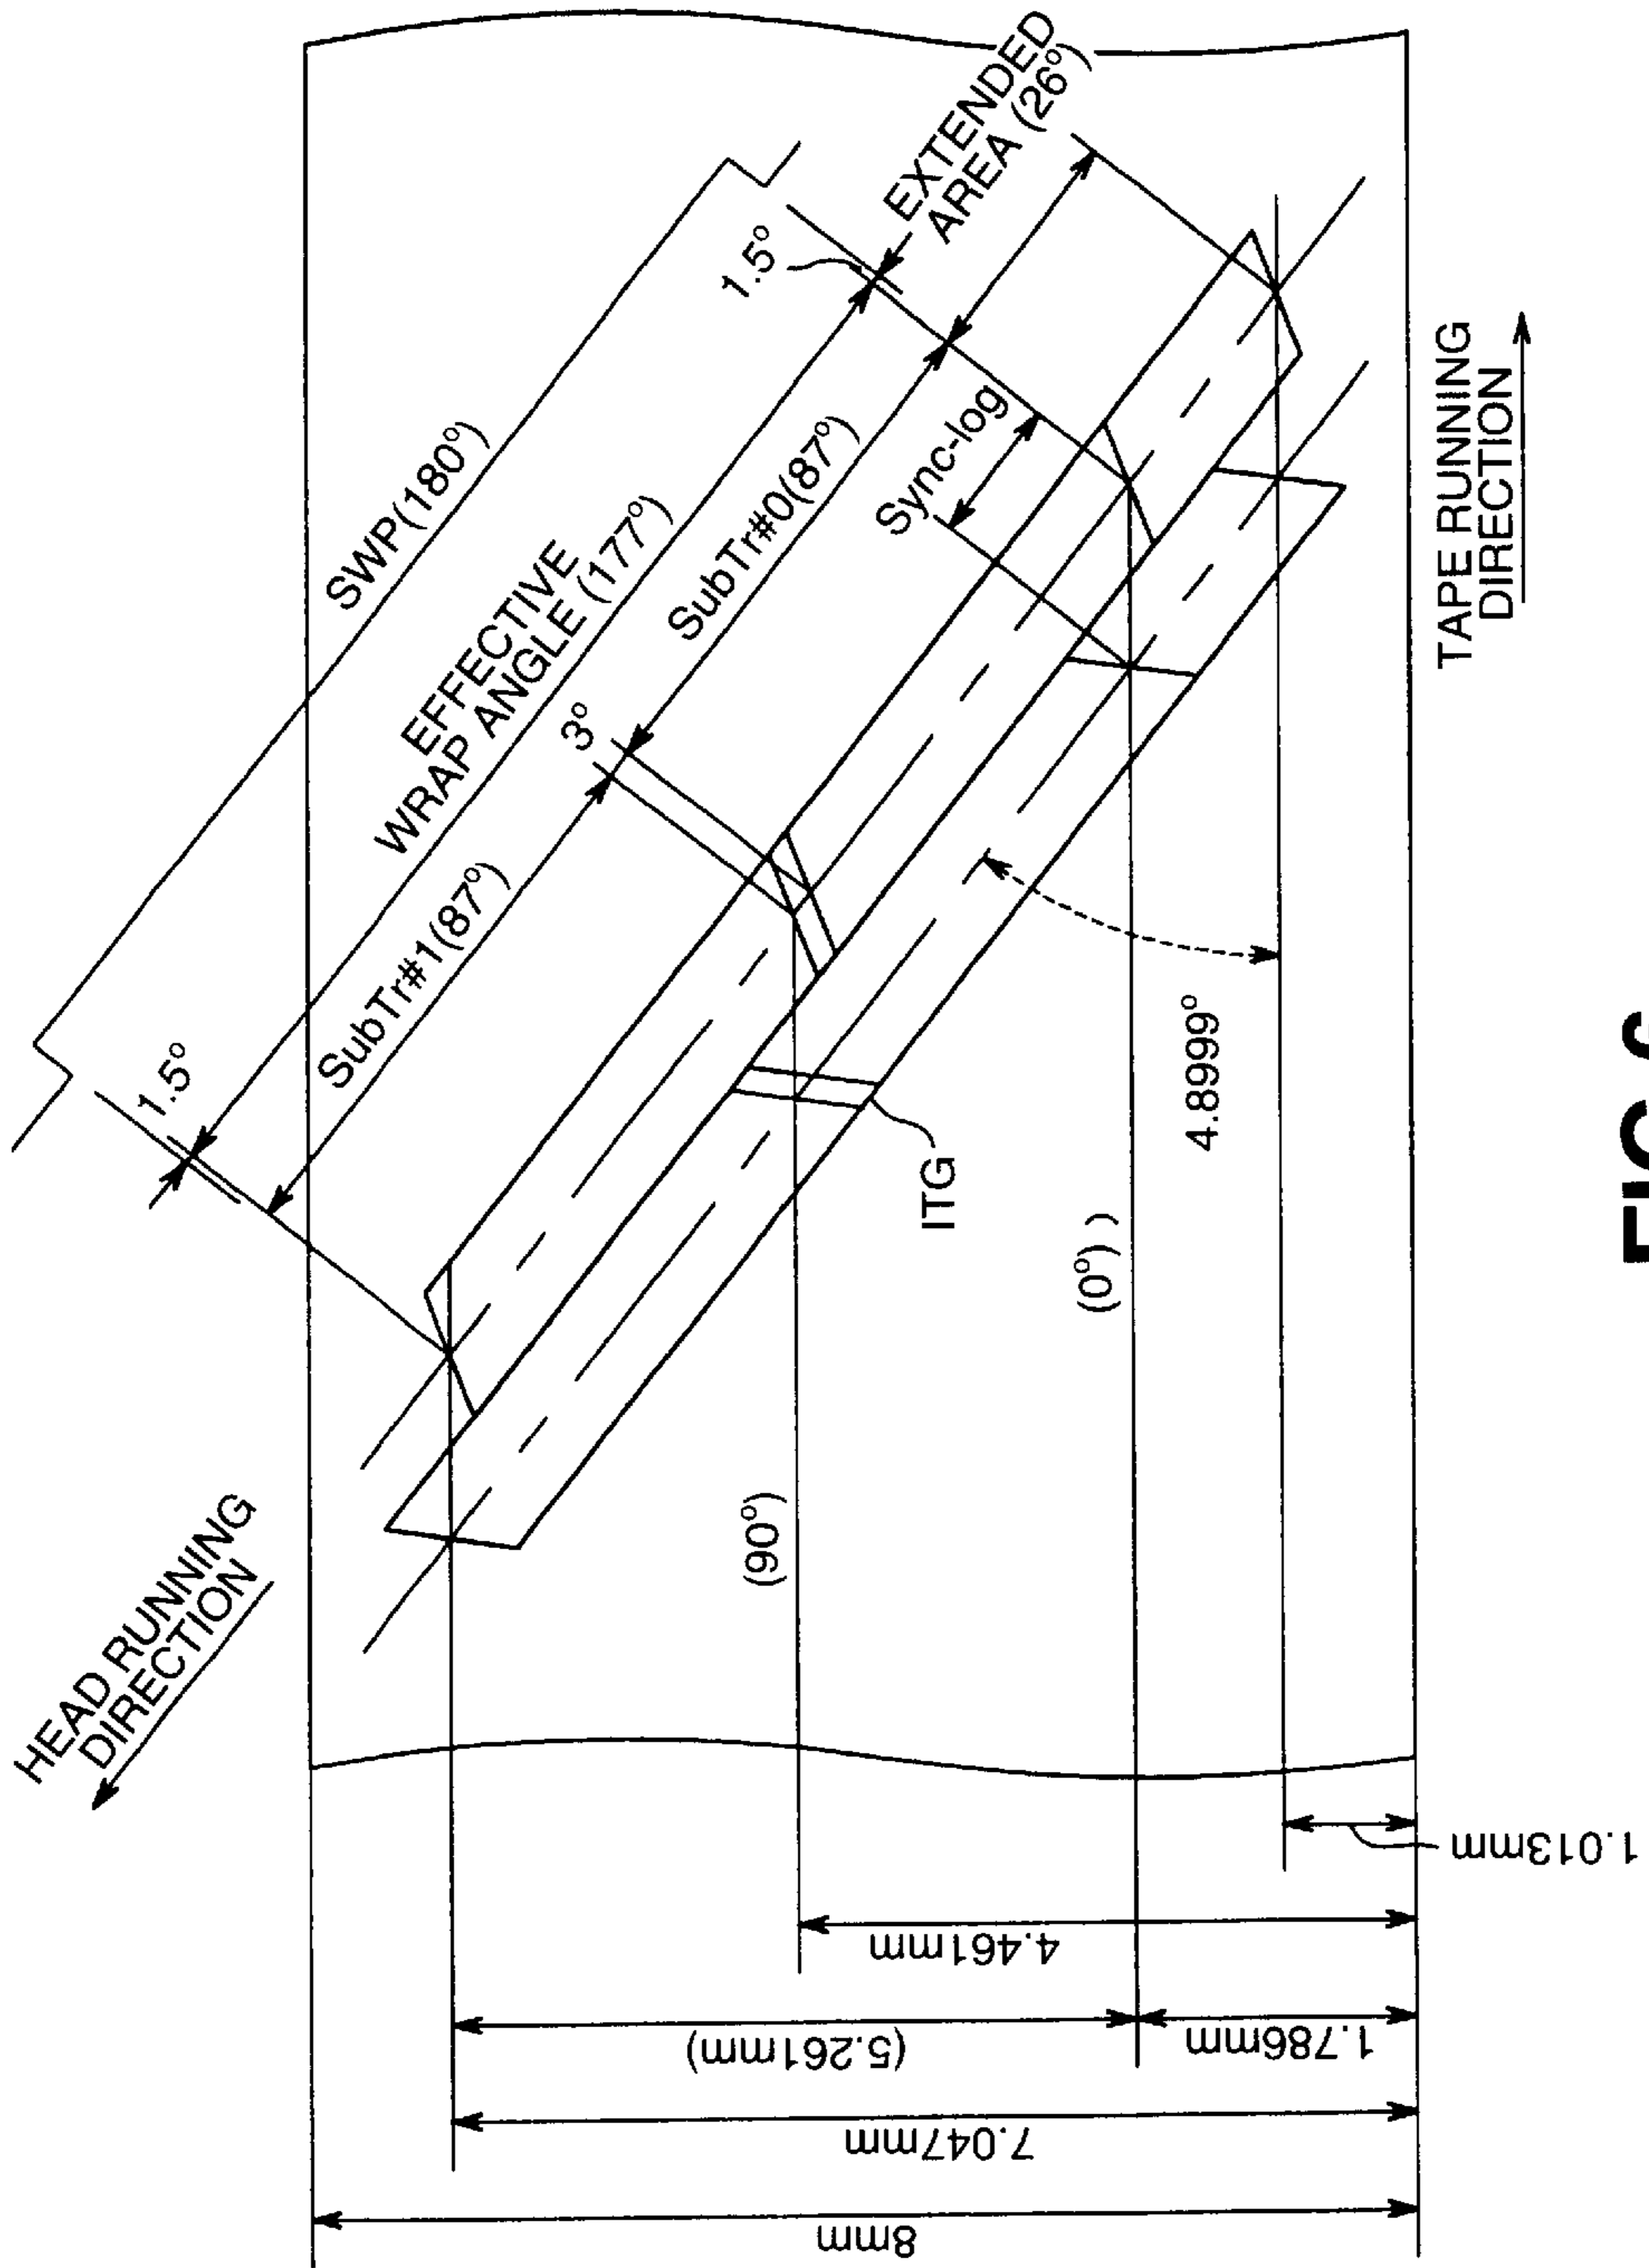 HEAD RUNNING
DIRECTION
SWP(180°)
1.5°
EFFECTIVE
WRAP ANGLE (177°)
1.5°
EXTENDED
AREA (26°)
SubTr#1(87°)
3°
SubTr#0(87°)
Sync-log
ITG
(90°)
(0°) )
4.8999°
TAPE RUNNING
DIRECTION
8mm
7.047mm
(5.261mm)
1.786mm
4.461mm
1.013mm